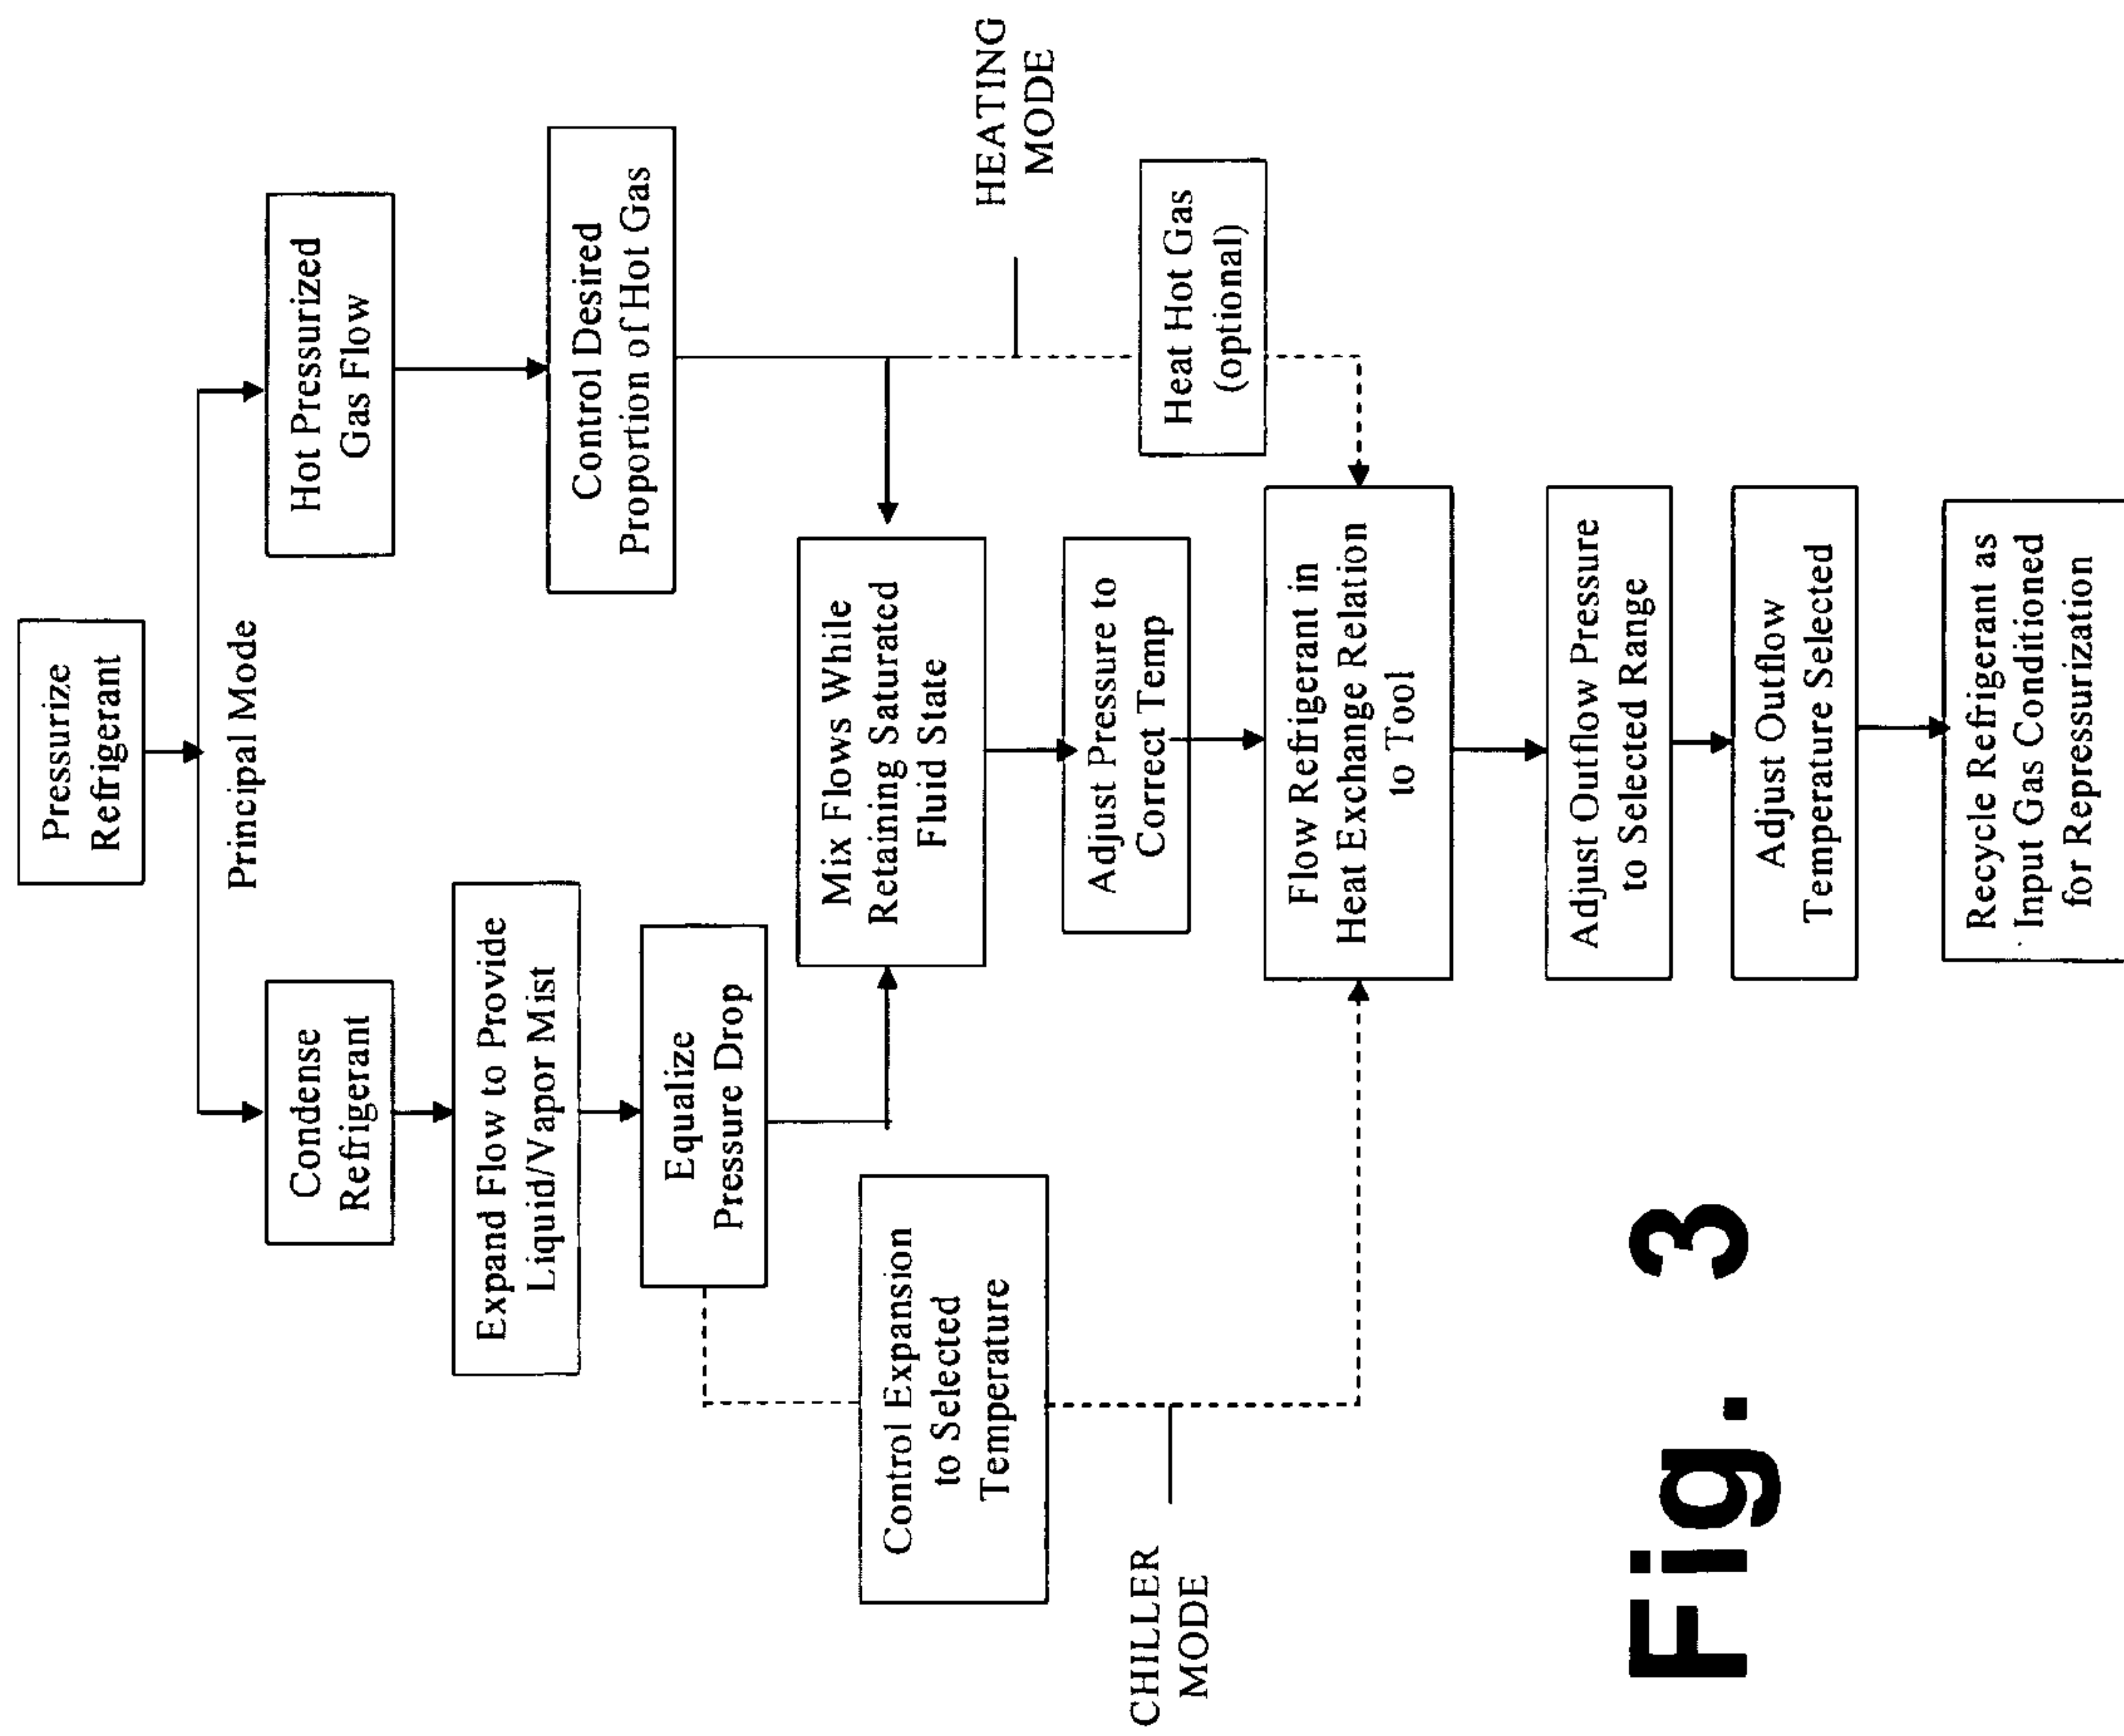 Pressurize
Refrigerant
Principal Mode
Condense
Refrigerant
Hot Pressurized
Gas Flow
Expand Flow to Provide
Liquid/Vapor Mist
Control Desired
Proportion of Hot Gas
Equalize
Pressure Drop
Mix Flows While
Retaining Saturated
Fluid State
Control Expansion
to Selected
Temperature
HEATING
MODE
Adjust Pressure to
Correct Temp
Heat Hot Gas
(optional)
CHILLER
MODE
Flow Refrigerant in
Heat Exchange Relation
to Tool
Adjust Outflow Pressure
to Selected Range
Adjust Outflow
Temperature Selected
Recycle Refrigerant as
Input Gas Conditioned
for Repressurization
Fig. 3